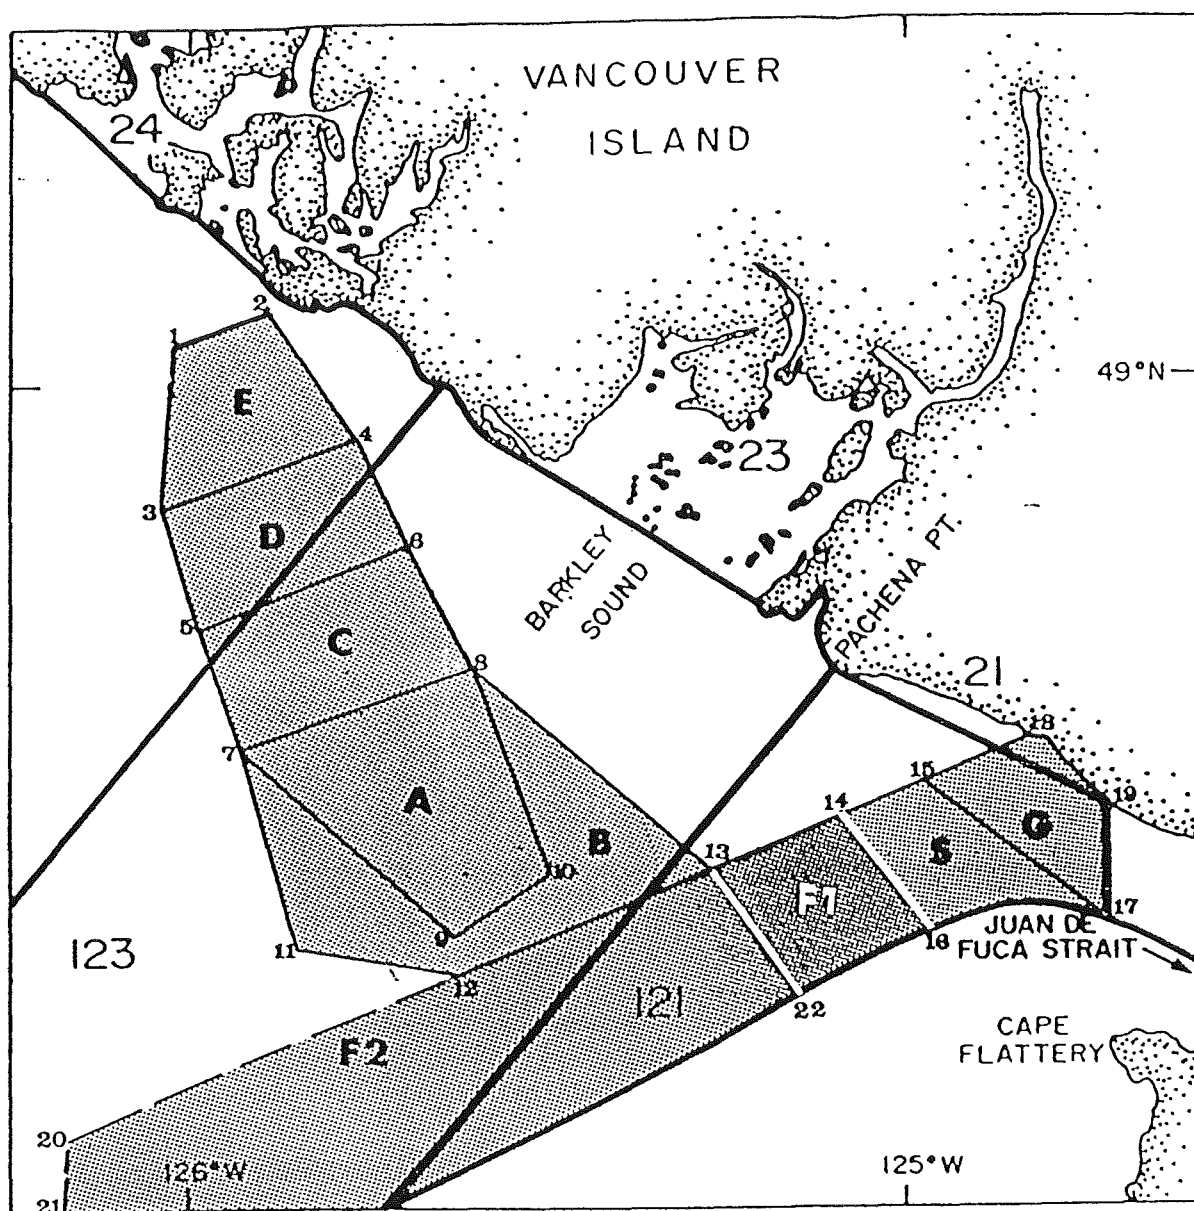 VANCOUVER
ISLAND
24
2
1
E
49°N
4
23
3
D
BARKLEY
SOUND
PACHENA PT.
6
5
C
8
21
18
7
A
15
19
14
G
B
13
S
10
F1
9
17
16
JUAN DE
FUCA STRAIT
11
123
12
121
22
CAPE
FLATTERY
F2
20
126°W
125°W
21